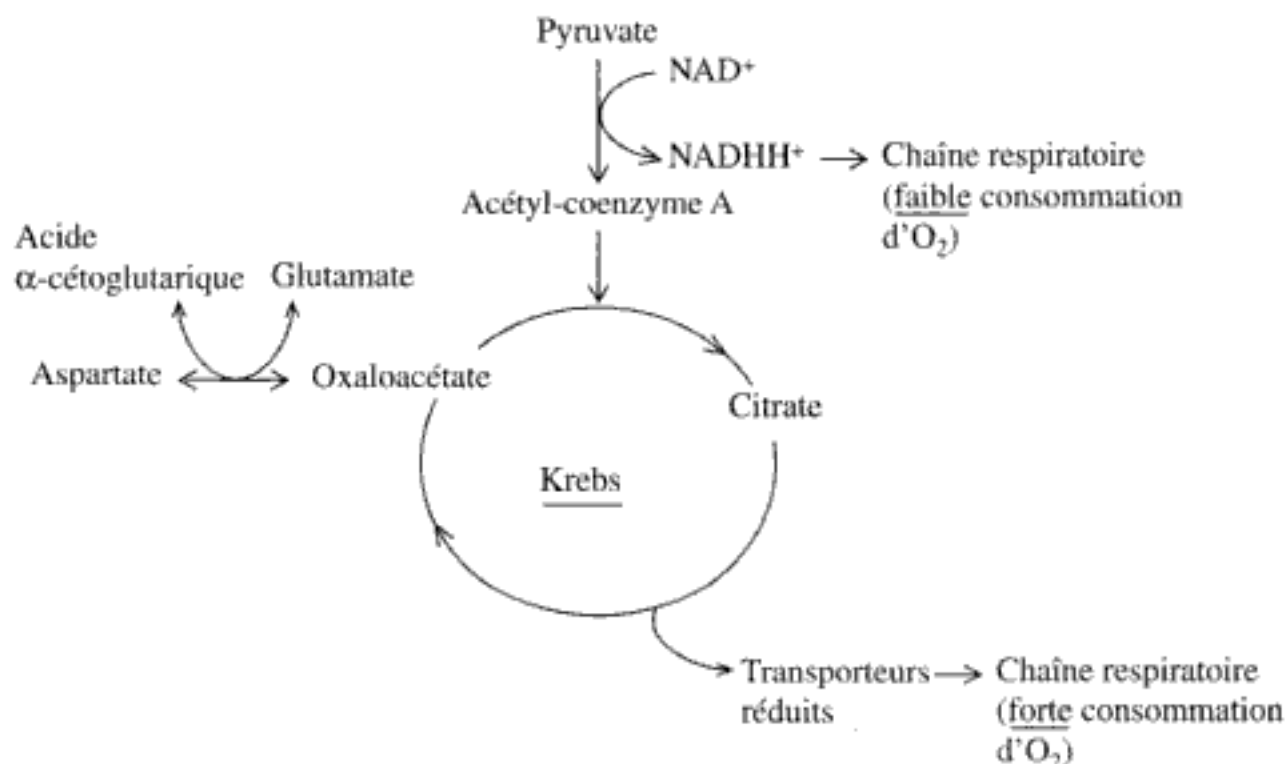 Pyruvate
NAD⁺
NADHH⁺
Chaîne respiratoire
(faible consommation
d'O₂)
Acétyl-coenzyme A
Acide
α-cétoglutarique
Glutamate
Aspartate
Oxaloacétate
Citrate
Krebs
Transporteurs
réduits
Chaîne respiratoire
(forte consommation
d'O₂)